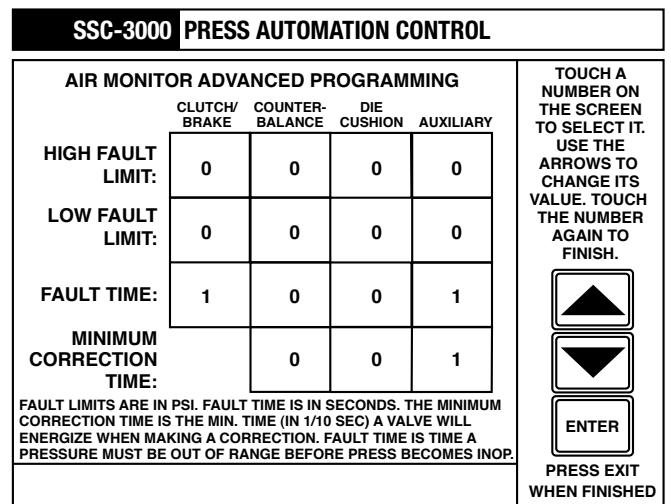 SSC-3000 PRESS AUTOMATION CONTROL
AIR MONITOR ADVANCED PROGRAMMING
CLUTCH/ COUNTER- DIE
BRAKE BALANCE CUSHION AUXILIARY
HIGH FAULT
LIMIT: 0 0 0 0
LOW FAULT
LIMIT: 0 0 0 0
FAULT TIME: 1 0 0 1
MINIMUM
CORRECTION 0 0 1
TIME:
FAULT LIMITS ARE IN PSI. FAULT TIME IS IN SECONDS. THE MINIMUM
CORRECTION TIME IS THE MIN. TIME (IN 1/10 SEC) A VALVE WILL
ENERGIZE WHEN MAKING A CORRECTION. FAULT TIME IS TIME A
PRESSURE MUST BE OUT OF RANGE BEFORE PRESS BECOMES INOP.
TOUCH A
NUMBER ON
THE SCREEN
TO SELECT IT.
USE THE
ARROWS TO
CHANGE ITS
VALUE. TOUCH
THE NUMBER
AGAIN TO
FINISH.
ENTER
PRESS EXIT
WHEN FINISHED